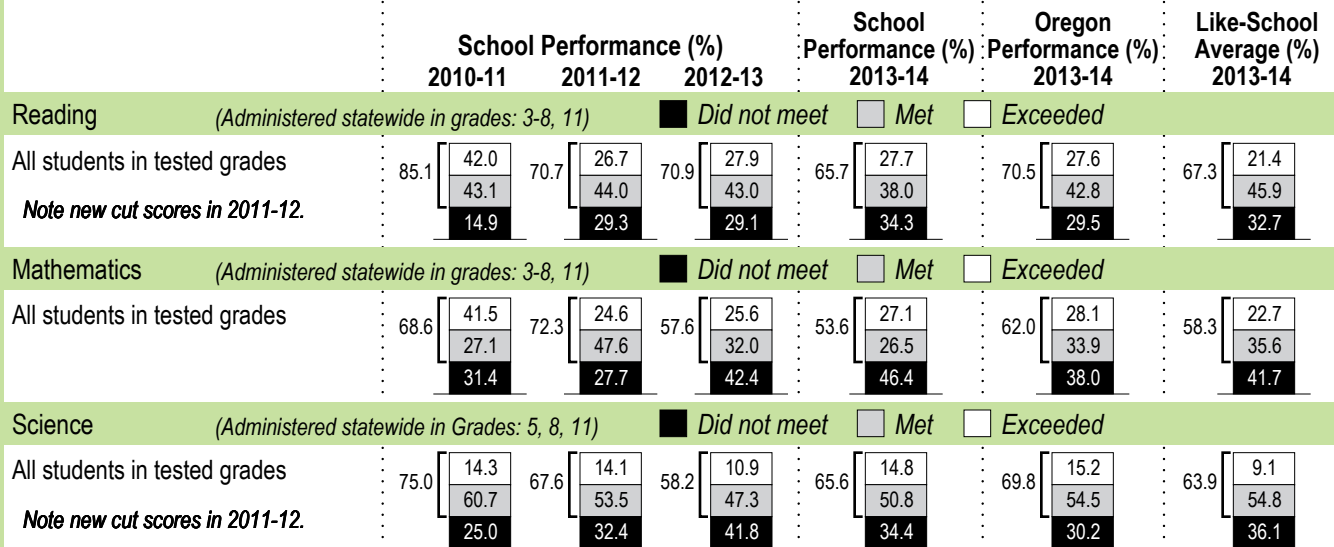 School Performance (%)
2010-11 2011-12 2012-13
School
Performance (%)
2013-14
Oregon
Performance (%)
2013-14
Like-School
Average (%)
2013-14
Reading (Administered statewide in grades: 3-8, 11) Did not meet Met Exceeded
All students in tested grades
Note new cut scores in 2011-12.
85.1 42.0 43.1 14.9
70.7 26.7 44.0 29.3
70.9 27.9 43.0 29.1
65.7 27.7 38.0 34.3
70.5 27.6 42.8 29.5
67.3 21.4 45.9 32.7
Mathematics (Administered statewide in grades: 3-8, 11) Did not meet Met Exceeded
All students in tested grades
68.6 41.5 27.1 31.4
72.3 24.6 47.6 27.7
57.6 25.6 32.0 42.4
53.6 27.1 26.5 46.4
62.0 28.1 33.9 38.0
58.3 22.7 35.6 41.7
Science (Administered statewide in Grades: 5, 8, 11) Did not meet Met Exceeded
All students in tested grades
Note new cut scores in 2011-12.
75.0 14.3 60.7 25.0
67.6 14.1 53.5 32.4
58.2 10.9 47.3 41.8
65.6 14.8 50.8 34.4
69.8 15.2 54.5 30.2
63.9 9.1 54.8 36.1